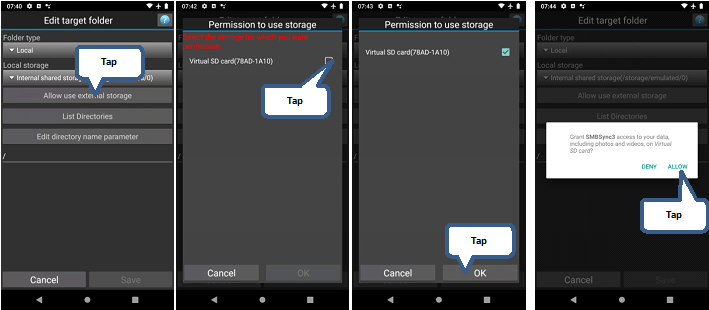 07:40
Edit target folder
Folder type
Local
Local storage
Internal shared storage(/storage/emulated/0)
Allow use external storage
List Directories
Edit directory name parameter
/
Cancel
Save
Tap
07:42
Permission to use storage
Virtual SD card(78AD-1A10)
Tap
Cancel
OK
07:43
Permission to use storage
Virtual SD card(78AD-1A10)
Tap
Cancel
OK
07:44
Edit target folder
Folder type
Local
Local storage
Internal shared storage(/storage/emulated/0)
Allow use external storage
List Directories
Grant SMBSync3 access to your data,
including photos and videos, on Virtual
SD card?
DENY
ALLOW
Tap
Cancel
Save